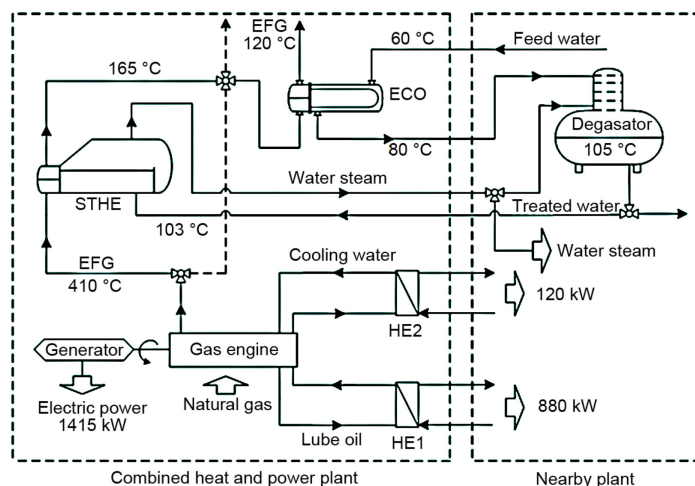 EFG
120 °C
60 °C
Feed water
165 °C
ECO
Degasator
105 °C
80 °C
Water steam
STHE
103 °C
Treated water
EFG
410 °C
Cooling water
Water steam
120 kW
HE2
Generator
Gas engine
Electric power
1415 kW
Natural gas
Lube oil
HE1
880 kW
Combined heat and power plant
Nearby plant